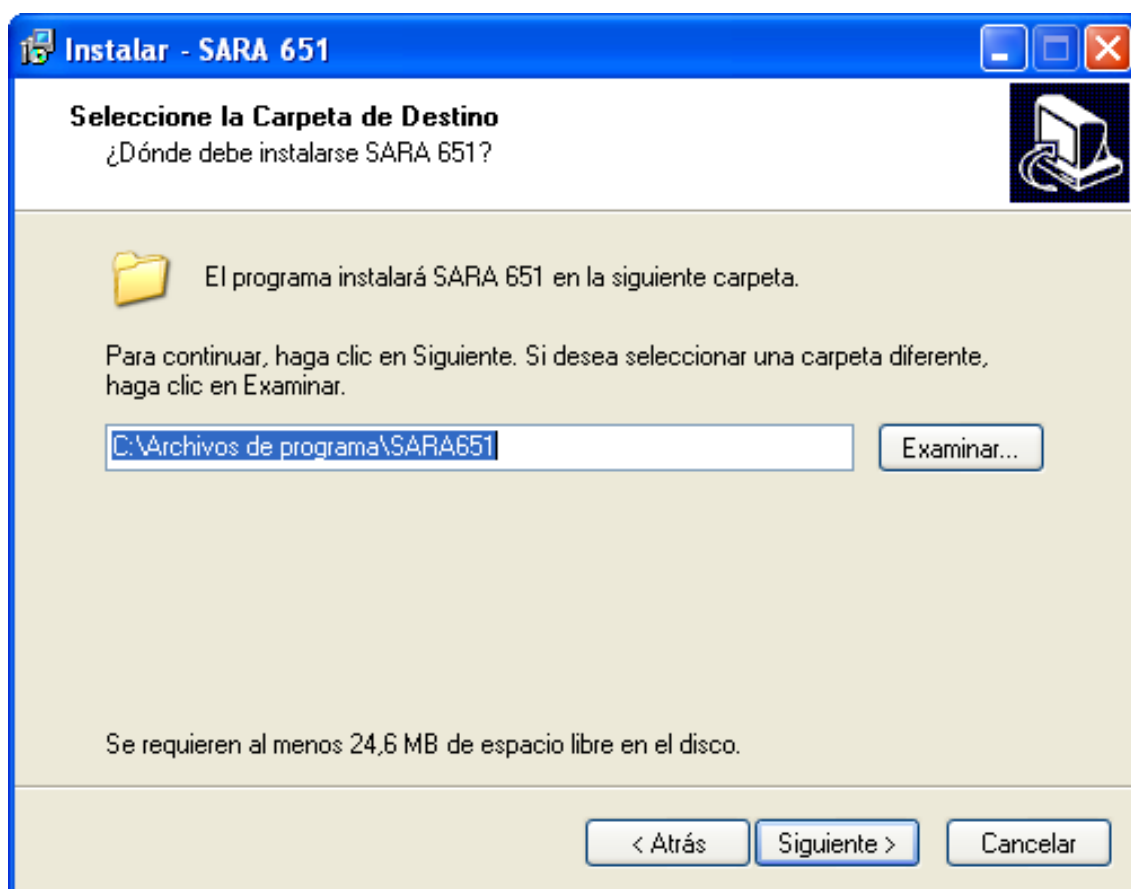 Instalar - SARA 651
Seleccione la Carpeta de Destino
¿Dónde debe instalarse SARA 651?
El programa instalará SARA 651 en la siguiente carpeta.
Para continuar, haga clic en Siguiente. Si desea seleccionar una carpeta diferente,
haga clic en Examinar.
C:\Archivos de programa\SARA651
Examinar...
Se requieren al menos 24,6 MB de espacio libre en el disco.
< Atrás
Siguiente >
Cancelar